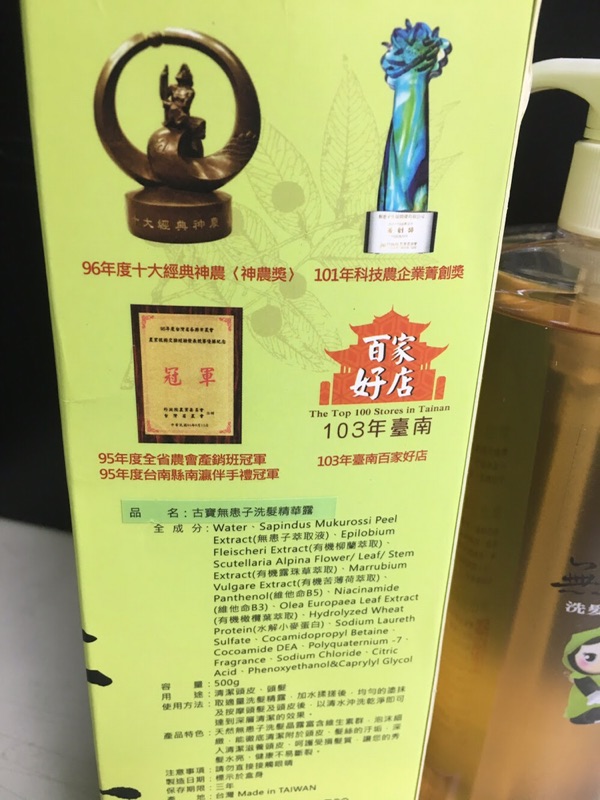 十大經典神農
96年度十大經典神農〈神農獎〉
101年科技農企業菁創獎
冠軍
百家
好店
The Top 100 Stores in Tainan
103年臺南
95年度全省農會產銷班冠軍
95年度台南縣南瀛伴手禮冠軍
103年臺南百家好店
品 名:古寶無患子洗髮精華露
全 成 分:Water、Sapindus Mukurossi Peel
Extract(無患子萃取液)、Epilobium
Fleischeri Extract(有機柳蘭萃取)、
Scutellaria Alpina Flower/ Leaf/ Stem
Extract(有機露珠草萃取)、Marrubium
Vulgare Extract(有機苦薄荷萃取)、
Panthenol(維他命B5)、Niacinamide
(維他命B3)、Olea Europaea Leaf Extract
(有機橄欖葉萃取)、Hydrolyzed Wheat
Protein(水解小麥蛋白)、Sodium Laureth
Sulfate、Cocamidopropyl Betaine、
Cocoamide DEA、Polyquaternium -7、
Fragrance、Sodium Chloride、Citric
Acid、Phenoxyethanol&Caprylyl Glycol
容 量:500g
用 途:清潔頭皮、頭髮
使用方法:取適量洗髮精露,加水搓揉後,均勻的塗抹
及按摩頭髮及頭皮後,以清水沖洗乾淨即可
達到深層清潔的效果。
產品特色:天然無患子洗髮晶露富含維生素群,泡沫細
緻,能徹底清潔附於頭皮、髮絲的汙垢,深
入清潔滋養頭皮,呵護受損髮質,讓您的秀
髮水亮,健康不易斷裂。
注意事項:請勿直接接觸眼睛
製造日期:標示於盒身
保存期限:三年
產 地:台灣 Made in TAIWAN
洗髮